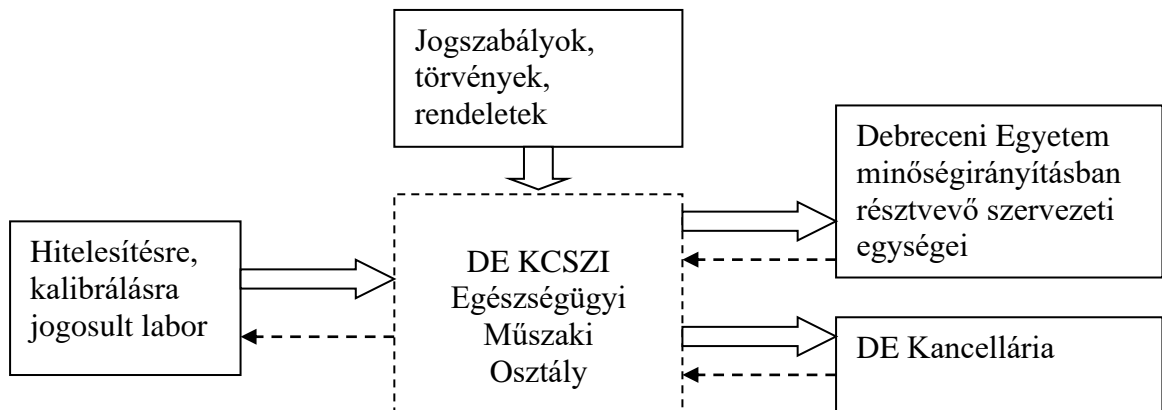 Jogszabályok,
törvények,
rendeletek
Debreceni Egyetem
minőségirányításban
résztvevő szervezeti
egységei
Hitelesítésre,
kalibrálásra
jogosult labor
DE KCSZI
Egészségügyi
Műszaki
Osztály
DE Kancellária